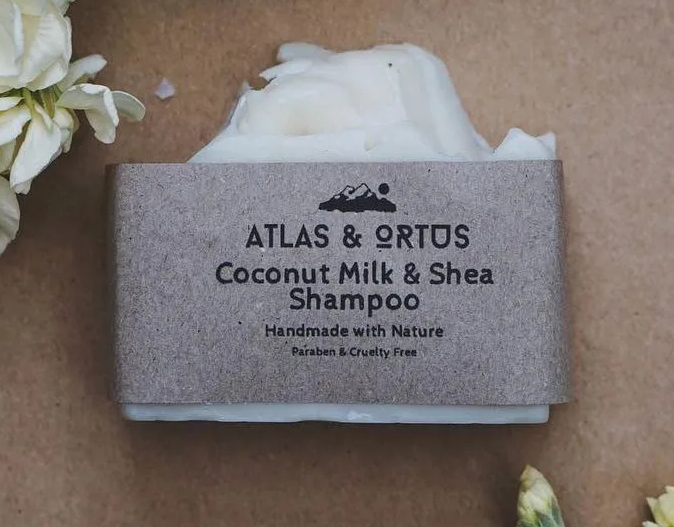 ATLAS & ORTUS
Coconut Milk & Shea
Shampoo
Handmade with Nature
Paraben & Cruelty Free